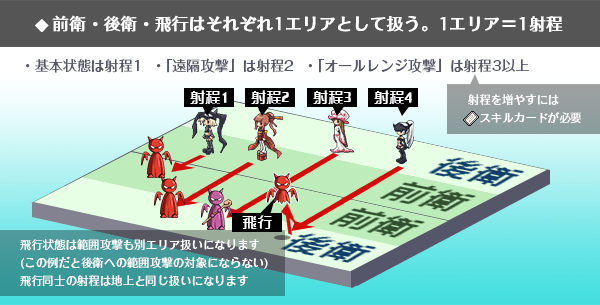 ◆前衛・後衛・飛行はそれぞれ1エリアとして扱う。1エリア＝1射程
・基本状態は射程1 ・「遠隔攻撃」は射程2 ・「オールレンジ攻撃」は射程3以上
射程を増やすには
スキルカードが必要
射程1
射程2
射程3
射程4
後衛
前衛
前衛
後衛
飛行
飛行状態は範囲攻撃も別エリア扱いになります
(この例だと後衛への範囲攻撃の対象にならない)
飛行同士の射程は地上と同じ扱いになります